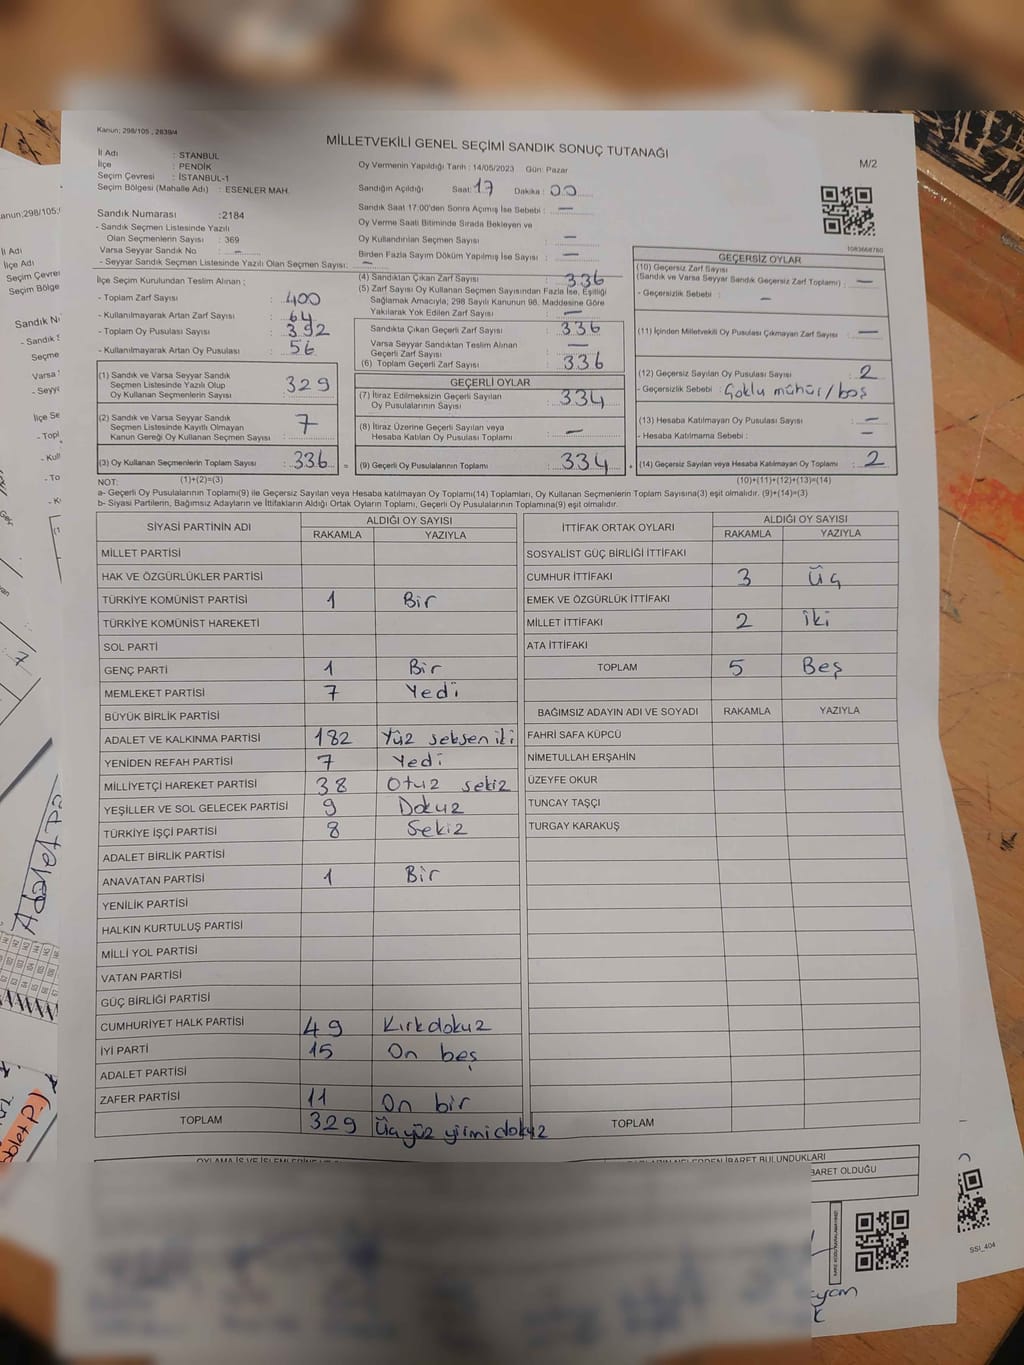 Kanun: 298/105 , 2839/4
MİLLETVEKİLİ GENEL SEÇİMİ SANDIK SONUÇ TUTANAĞI
M/2
İl Adı : STANBUL
İlçe : PENDİK
Seçim Çevresi : İSTANBUL-1
Seçim Bölgesi (Mahalle Adı) : ESENLER MAH.
Oy Vermenin Yapıldığı Tarih : 14/05/2023 Gün: Pazar
Sandığın Açıldığı Saat: 17 Dakika : 00
Sandık Saat 17:00'den Sonra Açımış İse Sebebi : —
Oy Verme Saati Bitiminde Sırada Bekleyen ve
Oy Kullandırılan Seçmen Sayısı : —
Birden Fazla Sayım Döküm Yapılmış İse Sayısı : —
Sandık Numarası :2184
- Sandık Seçmen Listesinde Yazılı
Olan Seçmenlerin Sayısı : 369
Varsa Seyyar Sandık No : —
- Seyyar Sandık Seçmen Listesinde Yazılı Olan Seçmen Sayısı: —
İlçe Seçim Kurulundan Teslim Alınan ;
- Toplam Zarf Sayısı : 400
- Kullanılmayarak Artan Zarf Sayısı : 64
- Toplam Oy Pusulası Sayısı : 392
- Kullanılmayarak Artan Oy Pusulası : 56
(1) Sandık ve Varsa Seyyar Sandık
Seçmen Listesinde Yazılı Olup
Oy Kullanan Seçmenlerin Sayısı : 329
(2) Sandık ve Varsa Seyyar Sandık
Seçmen Listesinde Kayıtlı Olmayan
Kanun Gereği Oy Kullanan Seçmen Sayısı : 7
(3) Oy Kullanan Seçmenlerin Toplam Sayısı : 336
(1)+(2)=(3)
(4) Sandıktan Çıkan Zarf Sayısı : 336
(5) Zarf Sayısı Oy Kullanan Seçmen Sayısından Fazla İse, Eşitliği
Sağlamak Amacıyla; 298 Sayılı Kanunun 98. Maddesine Göre
Yakılarak Yok Edilen Zarf Sayısı : —
Sandıkta Çıkan Geçerli Zarf Sayısı : 336
Varsa Seyyar Sandıktan Teslim Alınan
Geçerli Zarf Sayısı : —
(6) Toplam Geçerli Zarf Sayısı : 336
GEÇERLİ OYLAR
(7) İtiraz Edilmeksizin Geçerli Sayılan
Oy Pusulalarının Sayısı : 334
(8) İtiraz Üzerine Geçerli Sayılan veya
Hesaba Katılan Oy Pusulası Toplamı : —
(9) Geçerli Oy Pusulalarının Toplamı : 334
1083668760
GEÇERSİZ OYLAR
(10) Geçersiz Zarf Sayısı
(Sandık ve Varsa Seyyar Sandık Geçersiz Zarf Toplamı) : —
- Geçersizlik Sebebi : —
(11) İçinden Milletvekili Oy Pusulası Çıkmayan Zarf Sayısı : —
(12) Geçersiz Sayılan Oy Pusulası Sayısı : 2
- Geçersizlik Sebebi : Çoklu mühür/boş
(13) Hesaba Katılmayan Oy Pusulası Sayısı : —
- Hesaba Katılmama Sebebi : —
(14) Geçersiz Sayılan veya Hesaba Katılmayan Oy Toplamı : 2
(10)+(11)+(12)+(13)=(14)
NOT:
a- Geçerli Oy Pusulalarının Toplamı(9) ile Geçersiz Sayılan veya Hesaba katılmayan Oy Toplamı(14) Toplamları, Oy Kullanan Seçmenlerin Toplam Sayısına(3) eşit olmalıdır. (9)+(14)=(3)
b- Siyasi Partilerin, Bağımsız Adayların ve İttifakların Aldığı Ortak Oyların Toplamı, Geçerli Oy Pusulalarının Toplamına(9) eşit olmalıdır.
SİYASİ PARTİNİN ADI ALDIĞI OY SAYISI
RAKAMLA YAZIYLA
MİLLET PARTİSİ
HAK VE ÖZGÜRLÜKLER PARTİSİ
TÜRKİYE KOMÜNİST PARTİSİ 1 Bir
TÜRKİYE KOMÜNİST HAREKETİ
SOL PARTİ
GENÇ PARTİ 1 Bir
MEMLEKET PARTİSİ 7 Yedi
BÜYÜK BİRLİK PARTİSİ
ADALET VE KALKINMA PARTİSİ 182 Yüz seksen iki
YENİDEN REFAH PARTİSİ 7 Yedi
MİLLİYETÇİ HAREKET PARTİSİ 38 Otuz sekiz
YEŞİLLER VE SOL GELECEK PARTİSİ 9 Dokuz
TÜRKİYE İŞÇİ PARTİSİ 8 Sekiz
ADALET BİRLİK PARTİSİ
ANAVATAN PARTİSİ 1 Bir
YENİLİK PARTİSİ
HALKIN KURTULUŞ PARTİSİ
MİLLİ YOL PARTİSİ
VATAN PARTİSİ
GÜÇ BİRLİĞİ PARTİSİ
CUMHURİYET HALK PARTİSİ 49 Kırkdokuz
İYİ PARTİ 15 On beş
ADALET PARTİSİ
ZAFER PARTİSİ 11 On bir
TOPLAM 329 Üçyüz yirmidokuz
İTTİFAK ORTAK OYLARI ALDIĞI OY SAYISI
RAKAMLA YAZIYLA
SOSYALİST GÜÇ BİRLİĞİ İTTİFAKI
CUMHUR İTTİFAKI 3 Üç
EMEK VE ÖZGÜRLÜK İTTİFAKI
MİLLET İTTİFAKI 2 iki
ATA İTTİFAKI
TOPLAM 5 Beş
BAĞIMSIZ ADAYIN ADI VE SOYADI RAKAMLA YAZIYLA
FAHRİ SAFA KÜPCÜ
NİMETULLAH ERŞAHİN
ÜZEYFE OKUR
TUNCAY TAŞÇI
TURGAY KARAKUŞ
TOPLAM
BARET OLDUĞU
SSI_404